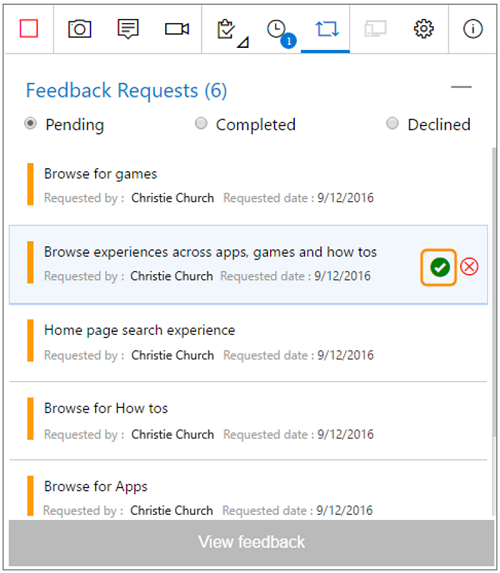 1
Feedback Requests (6)
Pending Completed Declined
Browse for games
Requested by : Christie Church Requested date : 9/12/2016
Browse experiences across apps, games and how tos
Requested by : Christie Church Requested date : 9/12/2016
Home page search experience
Requested by : Christie Church Requested date : 9/12/2016
Browse for How tos
Requested by : Christie Church Requested date : 9/12/2016
Browse for Apps
Requested by : Christie Church Requested date : 9/12/2016
View feedback